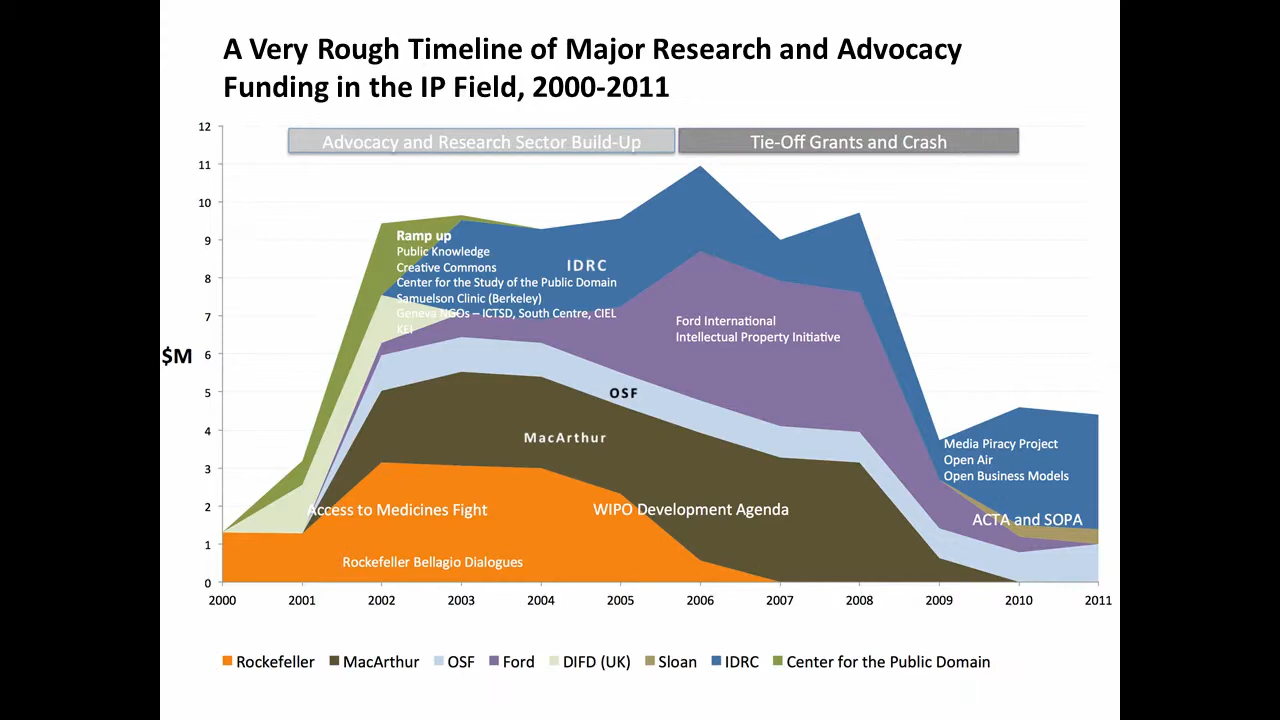 A Very Rough Timeline of Major Research and Advocacy
Funding in the IP Field, 2000-2011
12
11
10
9
8
7
6
5
4
3
2
1
0
$M
Advocacy and Research Sector Build-Up
Tie-Off Grants and Crash
Ramp up
Public Knowledge
Creative Commons
Center for the Study of the Public Domain
Samuelson Clinic (Berkeley)
Geneva NGOs – ICTSD, South Centre, CIEL
KEI
IDRC
Ford International
Intellectual Property Initiative
OSF
MacArthur
Media Piracy Project
Open Air
Open Business Models
Access to Medicines Fight
WIPO Development Agenda
ACTA and SOPA
Rockefeller Bellagio Dialogues
2000 2001 2002 2003 2004 2005 2006 2007 2008 2009 2010 2011
Rockefeller MacArthur OSF Ford DIFD (UK) Sloan IDRC Center for the Public Domain